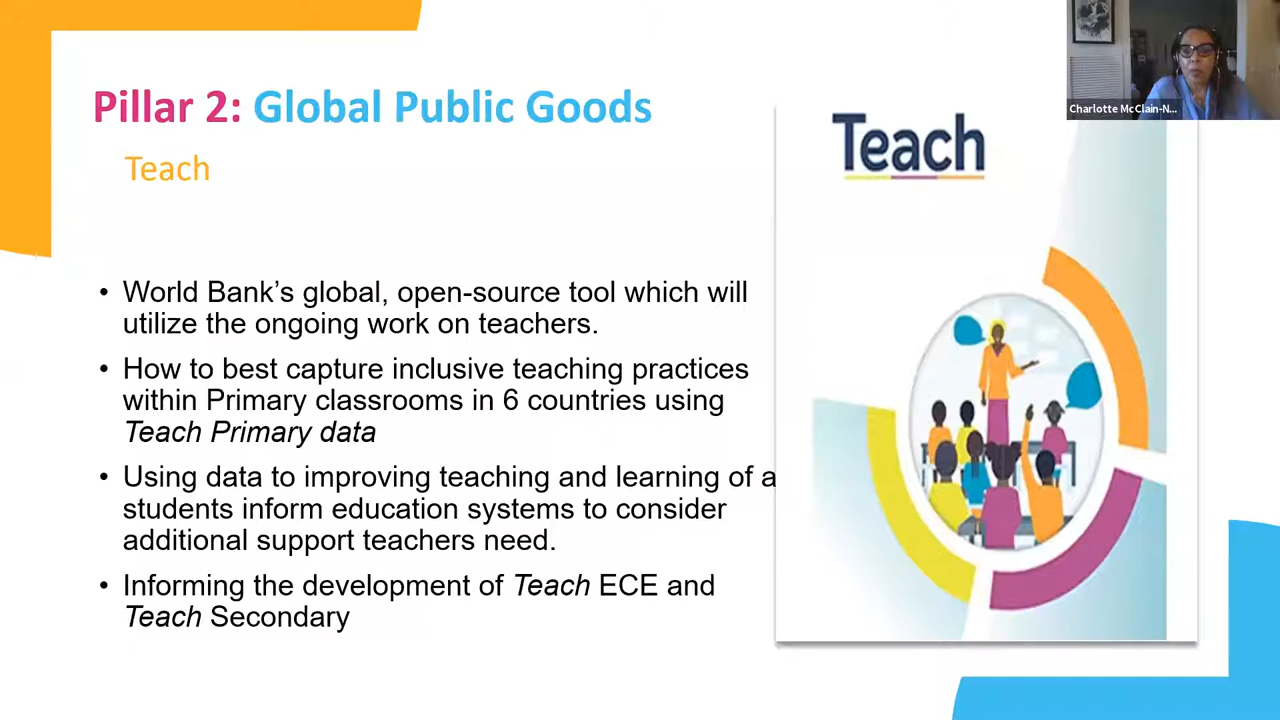 Pillar 2: Global Public Goods
Teach
World Bank’s global, open-source tool which will
utilize the ongoing work on teachers.
How to best capture inclusive teaching practices
within Primary classrooms in 6 countries using
Teach Primary data
Using data to improving teaching and learning of a
students inform education systems to consider
additional support teachers need.
Informing the development of Teach ECE and
Teach Secondary
Teach
Charlotte McClain-N...